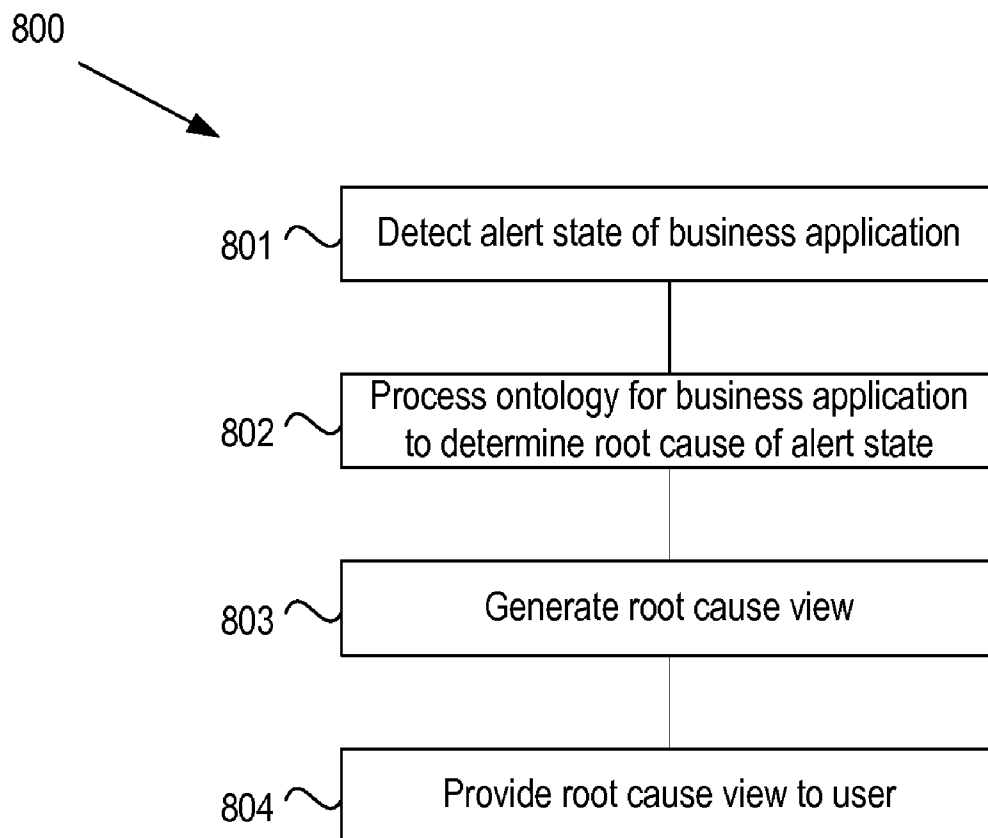 800
801
Detect alert state of business application
802
Process ontology for business application
to determine root cause of alert state
803
Generate root cause view
804
Provide root cause view to user